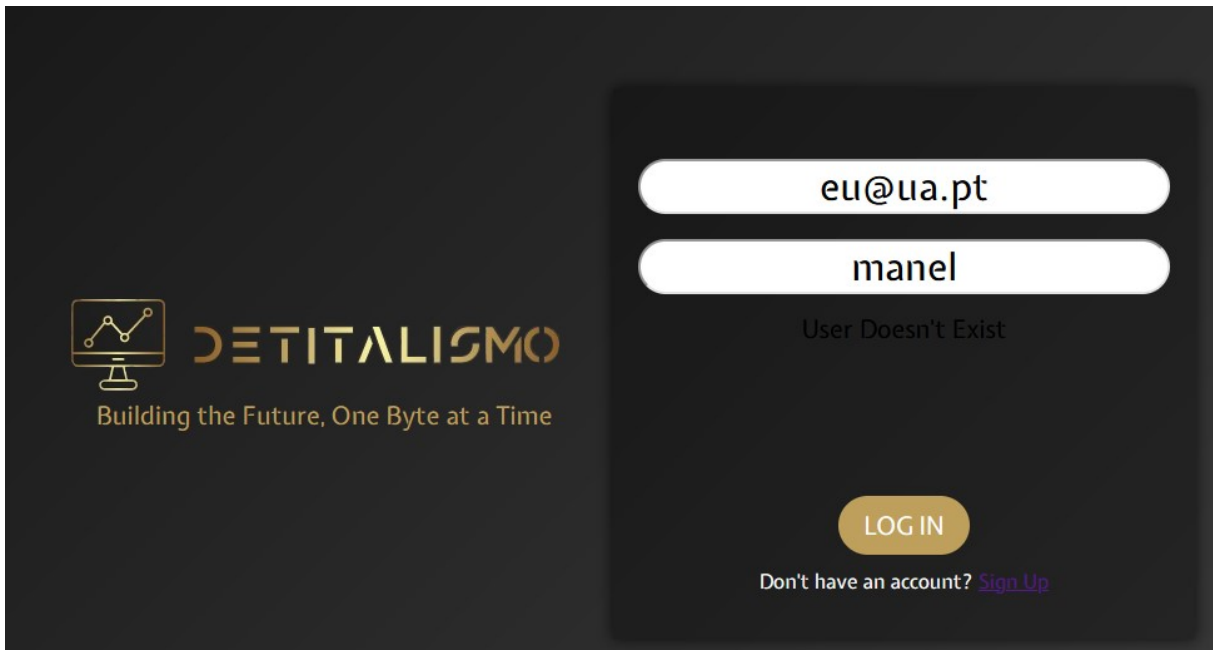 DETITALISMO
Building the Future, One Byte at a Time
eu@ua.pt
manel
User Doesn't Exist
LOG IN
Don't have an account? Sign Up